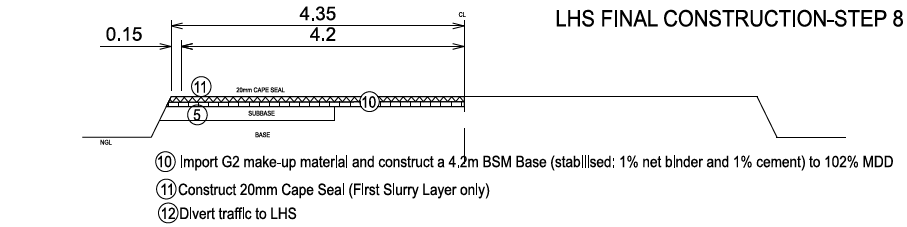 4.35
CL
LHS FINAL CONSTRUCTION-STEP 8
0.15
4.2
11
20mm CAPE SEAL
10
5
SUBBASE
BASE
NGL
10 Import G2 make-up material and construct a 4.2m BSM Base (stabilised: 1% net binder and 1% cement) to 102% MDD
11 Construct 20mm Cape Seal (First Slurry Layer only)
12 Divert traffic to LHS